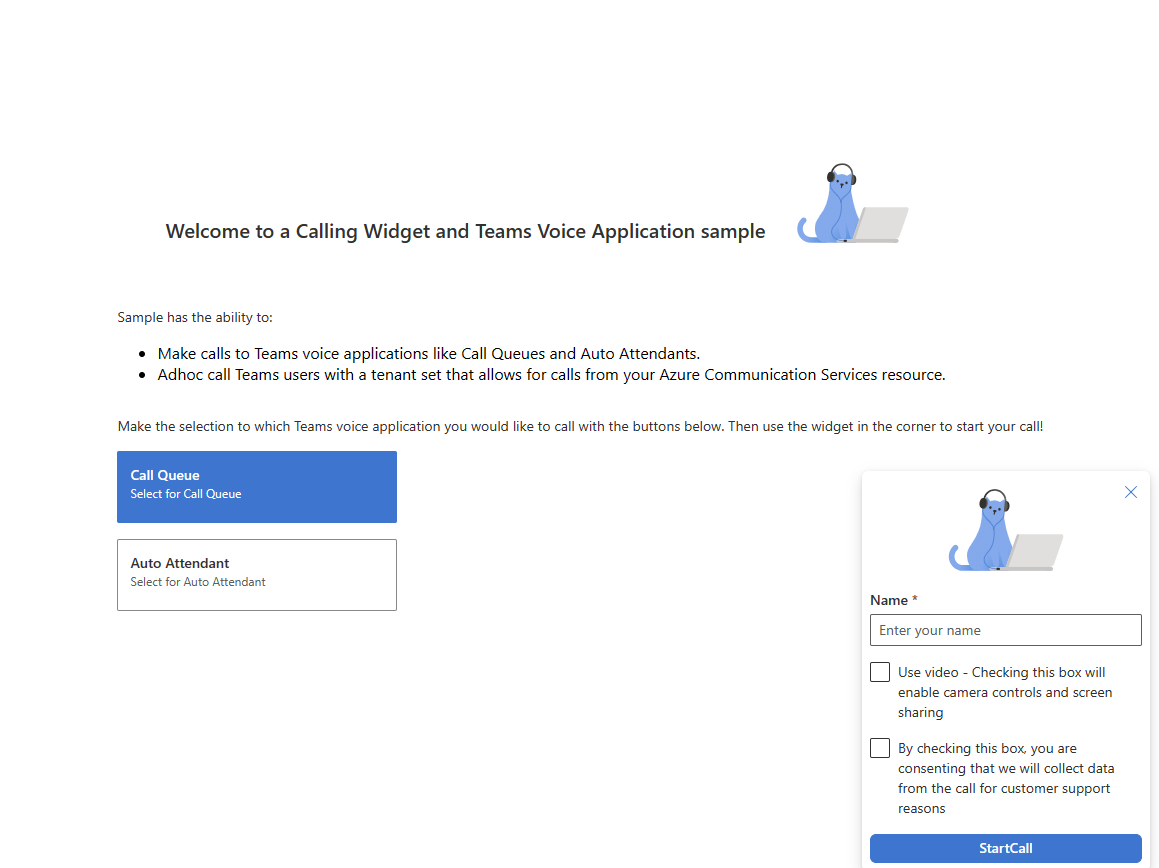 Welcome to a Calling Widget and Teams Voice Application sample
Sample has the ability to:
Make calls to Teams voice applications like Call Queues and Auto Attendants.
Adhoc call Teams users with a tenant set that allows for calls from your Azure Communication Services resource.
Make the selection to which Teams voice application you would like to call with the buttons below. Then use the widget in the corner to start your call!
Call Queue
Select for Call Queue
Auto Attendant
Select for Auto Attendant
Name *
Enter your name
Use video - Checking this box will
enable camera controls and screen
sharing
By checking this box, you are
consenting that we will collect data
from the call for customer support
reasons
StartCall